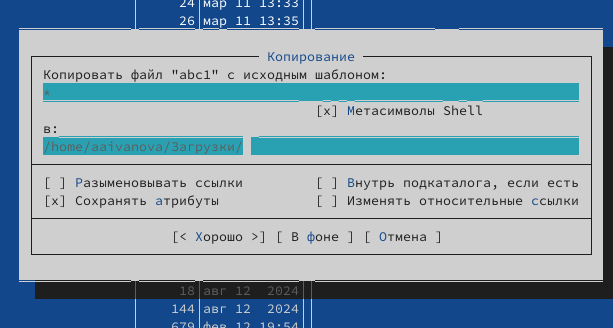 24 мар 11 13:33
26 мар 11 13:35
Копирование
Копировать файл "abc1" с исходным шаблоном:
*
[x] Метасимволы Shell
в:
/home/aaivanova/Загрузки/
[ ] Разыменовывать ссылки [ ] Внутрь подкаталога, если есть
[x] Сохранять атрибуты [ ] Изменять относительные ссылки
[< Хорошо >] [ В фоне ] [ Отмена ]
18 авг 12 2024
144 авг 12 2024
679 фев 12 19:54